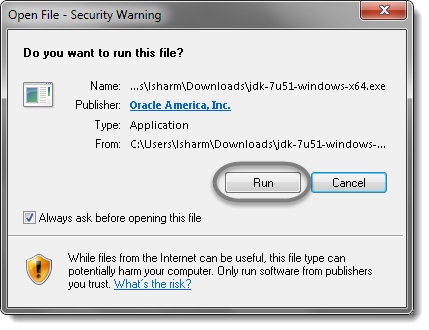 Open File - Security Warning
Do you want to run this file?
Name: ...s\lsharm\Downloads\jdk-7u51-windows-x64.exe
Publisher: Oracle America, Inc.
Type: Application
From: C:\Users\lsharm\Downloads\jdk-7u51-windows-...
Run Cancel
Always ask before opening this file
While files from the Internet can be useful, this file type can
potentially harm your computer. Only run software from publishers
you trust. What's the risk?